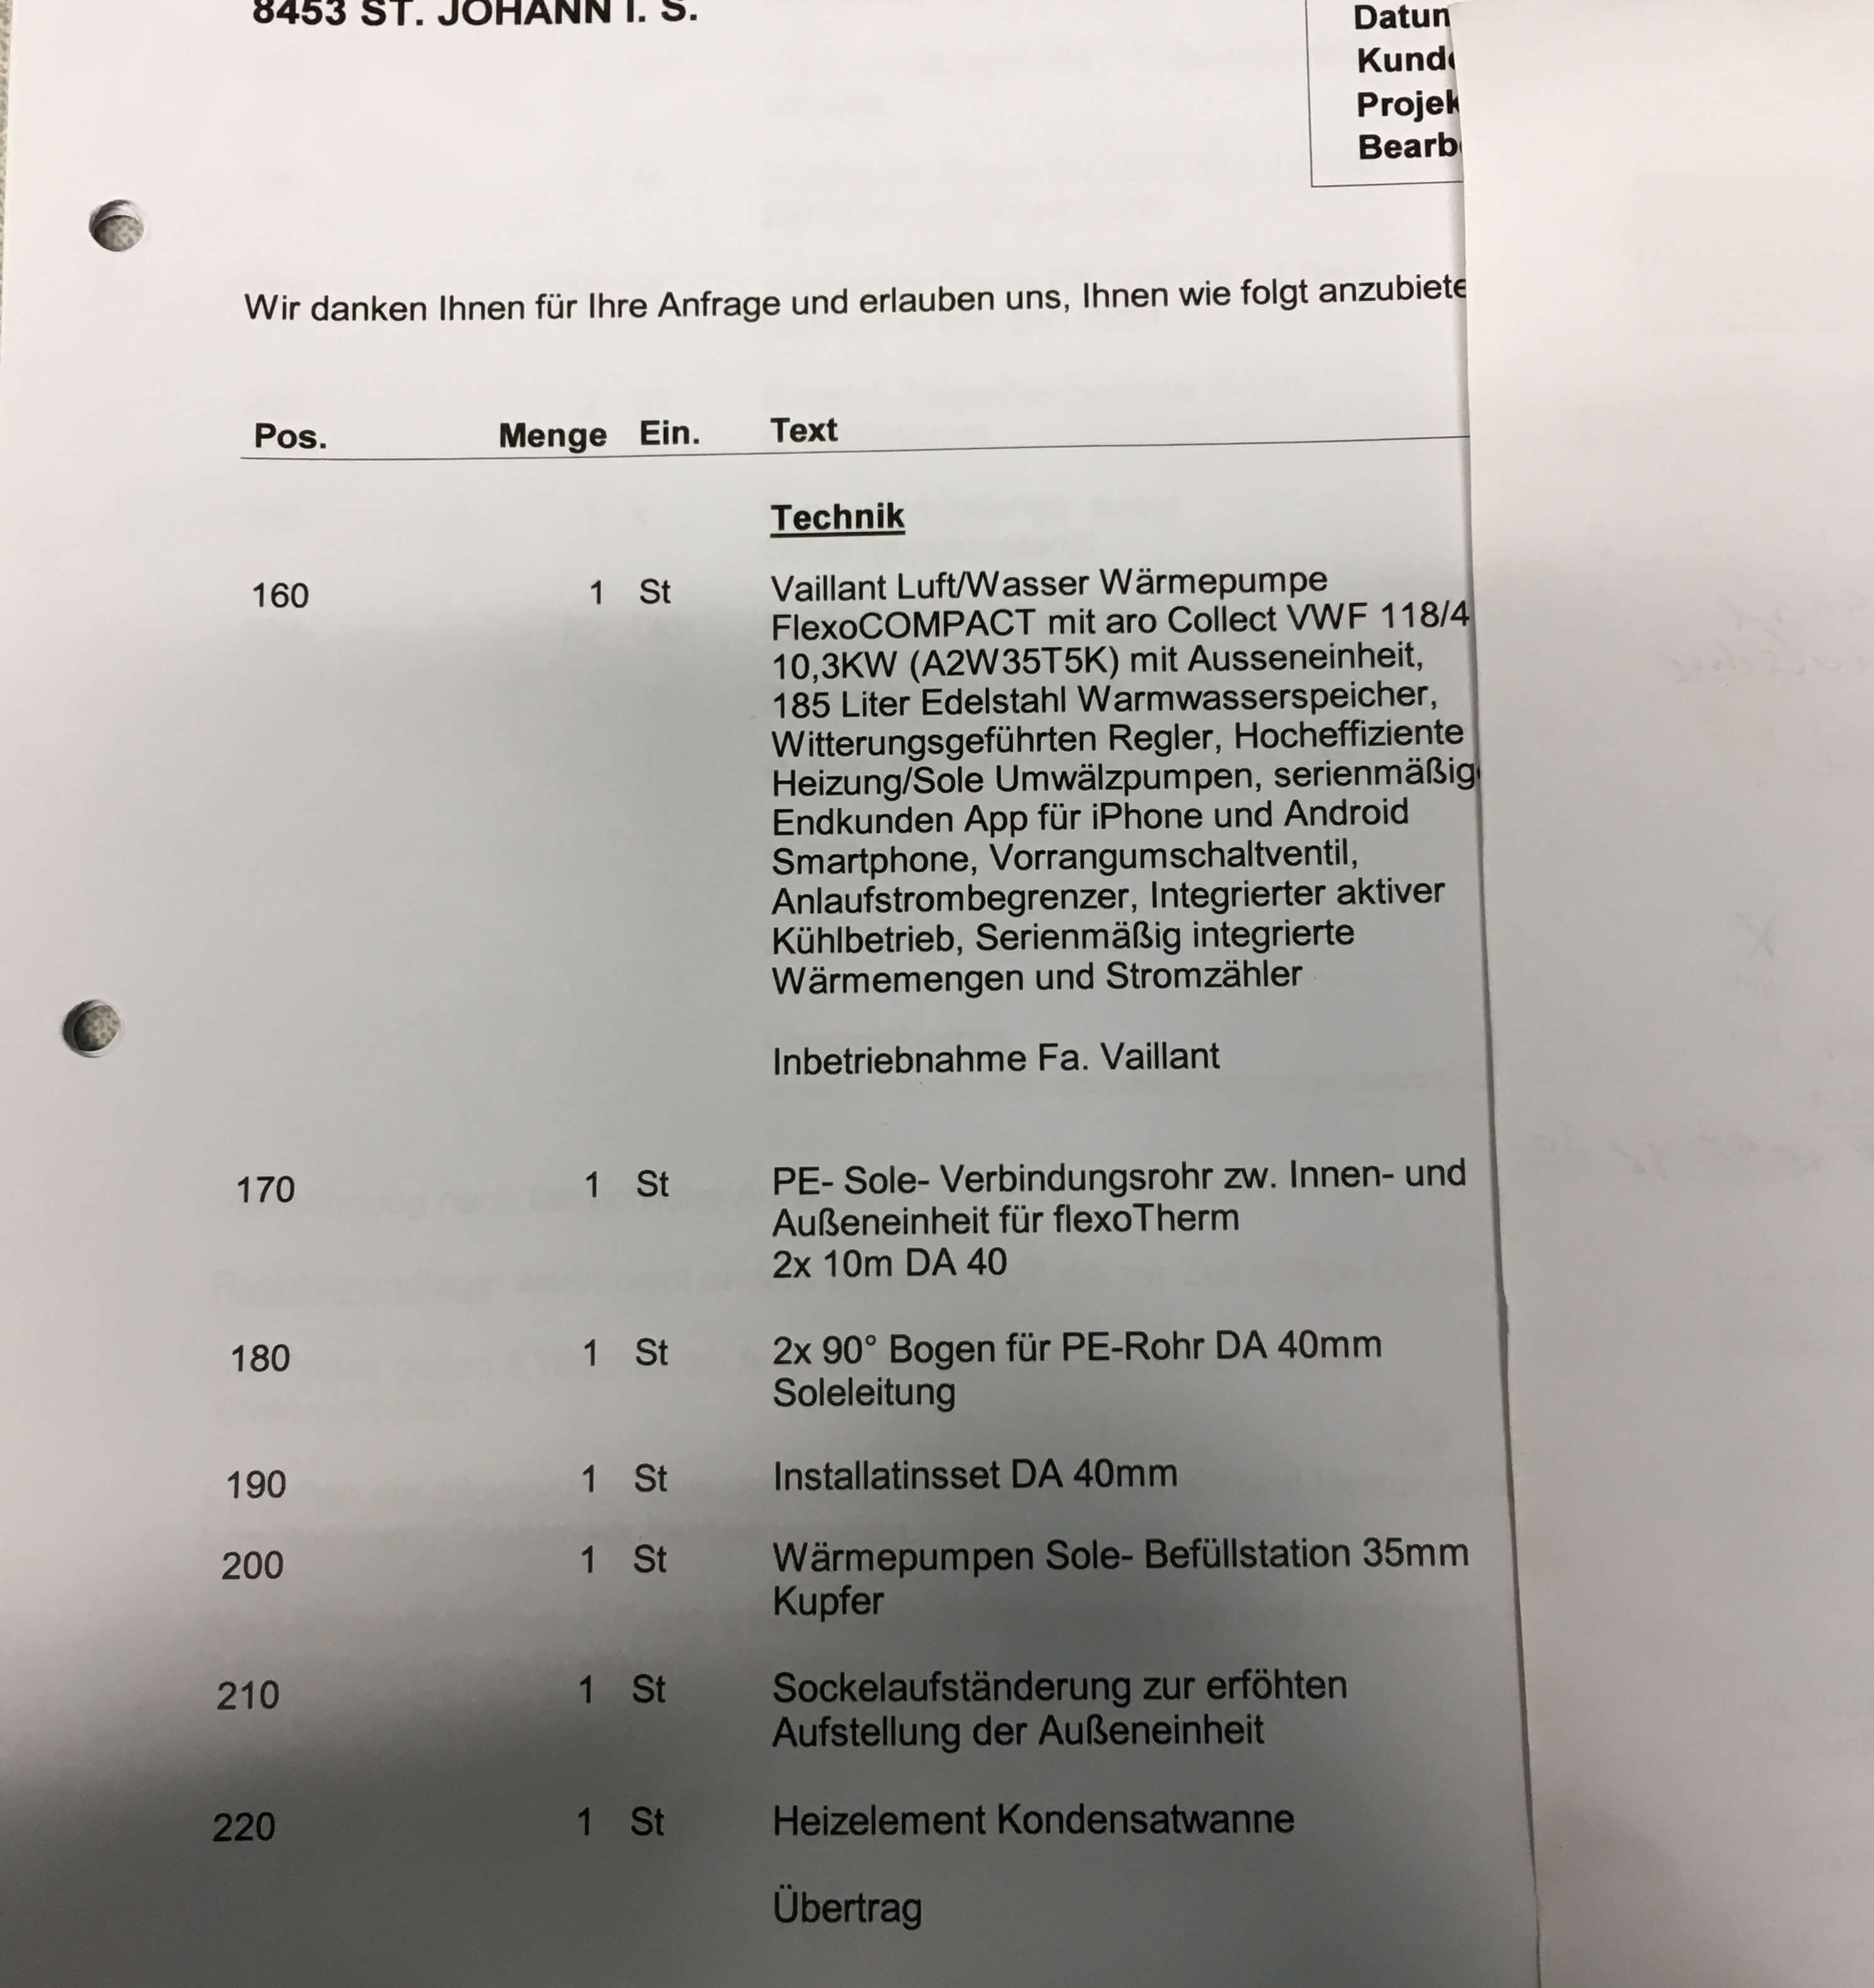 8453 ST. JOHANN I. S.
Datun
Kund
Projek
Bearb
Wir danken Ihnen für Ihre Anfrage und erlauben uns, Ihnen wie folgt anzubiete
Pos. Menge Ein. Text
Technik
160 1 St Vaillant Luft/Wasser Wärmepumpe
FlexoCOMPACT mit aro Collect VWF 118/4
10,3KW (A2W35T5K) mit Ausseneinheit,
185 Liter Edelstahl Warmwasserspeicher,
Witterungsgeführten Regler, Hocheffiziente
Heizung/Sole Umwälzpumpen, serienmäßig
Endkunden App für iPhone und Android
Smartphone, Vorrangumschaltventil,
Anlaufstrombegrenzer, Integrierter aktiver
Kühlbetrieb, Serienmäßig integrierte
Wärmemengen und Stromzähler
Inbetriebnahme Fa. Vaillant
170 1 St PE- Sole- Verbindungsrohr zw. Innen- und
Außeneinheit für flexoTherm
2x 10m DA 40
180 1 St 2x 90° Bogen für PE-Rohr DA 40mm
Soleleitung
190 1 St Installatinsset DA 40mm
200 1 St Wärmepumpen Sole- Befüllstation 35mm
Kupfer
210 1 St Sockelaufständerung zur erföhten
Aufstellung der Außeneinheit
220 1 St Heizelement Kondensatwanne
Übertrag